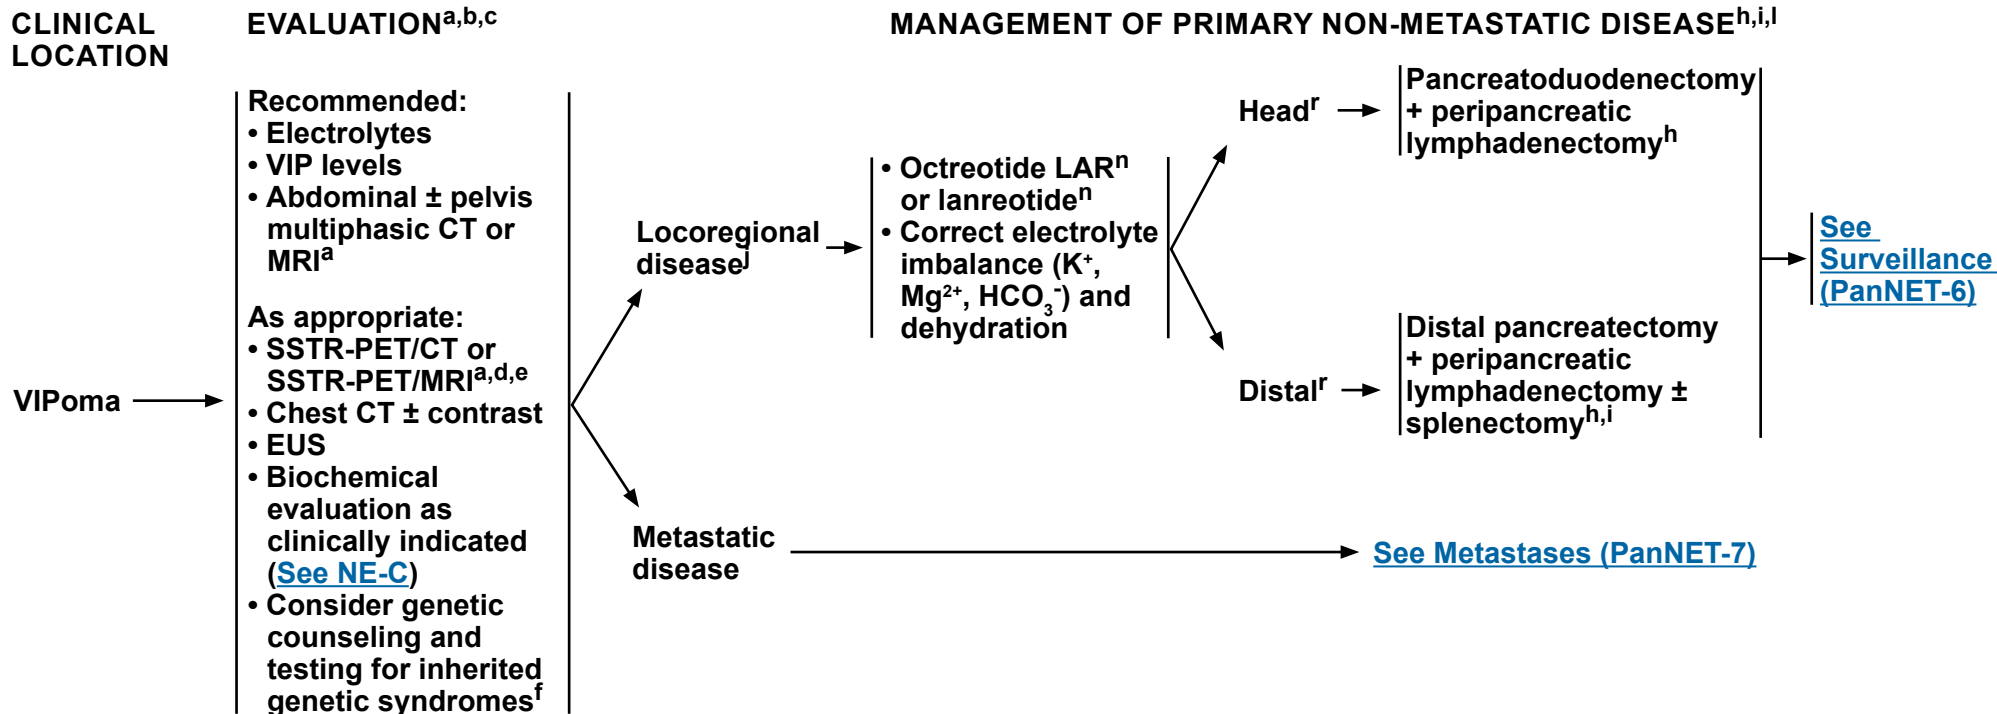 CLINICAL
LOCATION
EVALUATIONa,b,c
MANAGEMENT OF PRIMARY NON-METASTATIC DISEASEh,i,l
VIPoma
Recommended:
• Electrolytes
• VIP levels
• Abdominal ± pelvis
multiphasic CT or
MRIa
As appropriate:
• SSTR-PET/CT or
SSTR-PET/MRIa,d,e
• Chest CT ± contrast
• EUS
• Biochemical
evaluation as
clinically indicated
(See NE-C)
• Consider genetic
counseling and
testing for inherited
genetic syndromesf
Locoregional
diseasej
• Octreotide LARn
or lanreotiden
• Correct electrolyte
imbalance (K+,
Mg2+, HCO3-) and
dehydration
Headr
Pancreatoduodenectomy
+ peripancreatic
lymphadenectomyh
Distalr
Distal pancreatectomy
+ peripancreatic
lymphadenectomy ±
splenectomyh,i
See
Surveillance
(PanNET-6)
Metastatic
disease
See Metastases (PanNET-7)